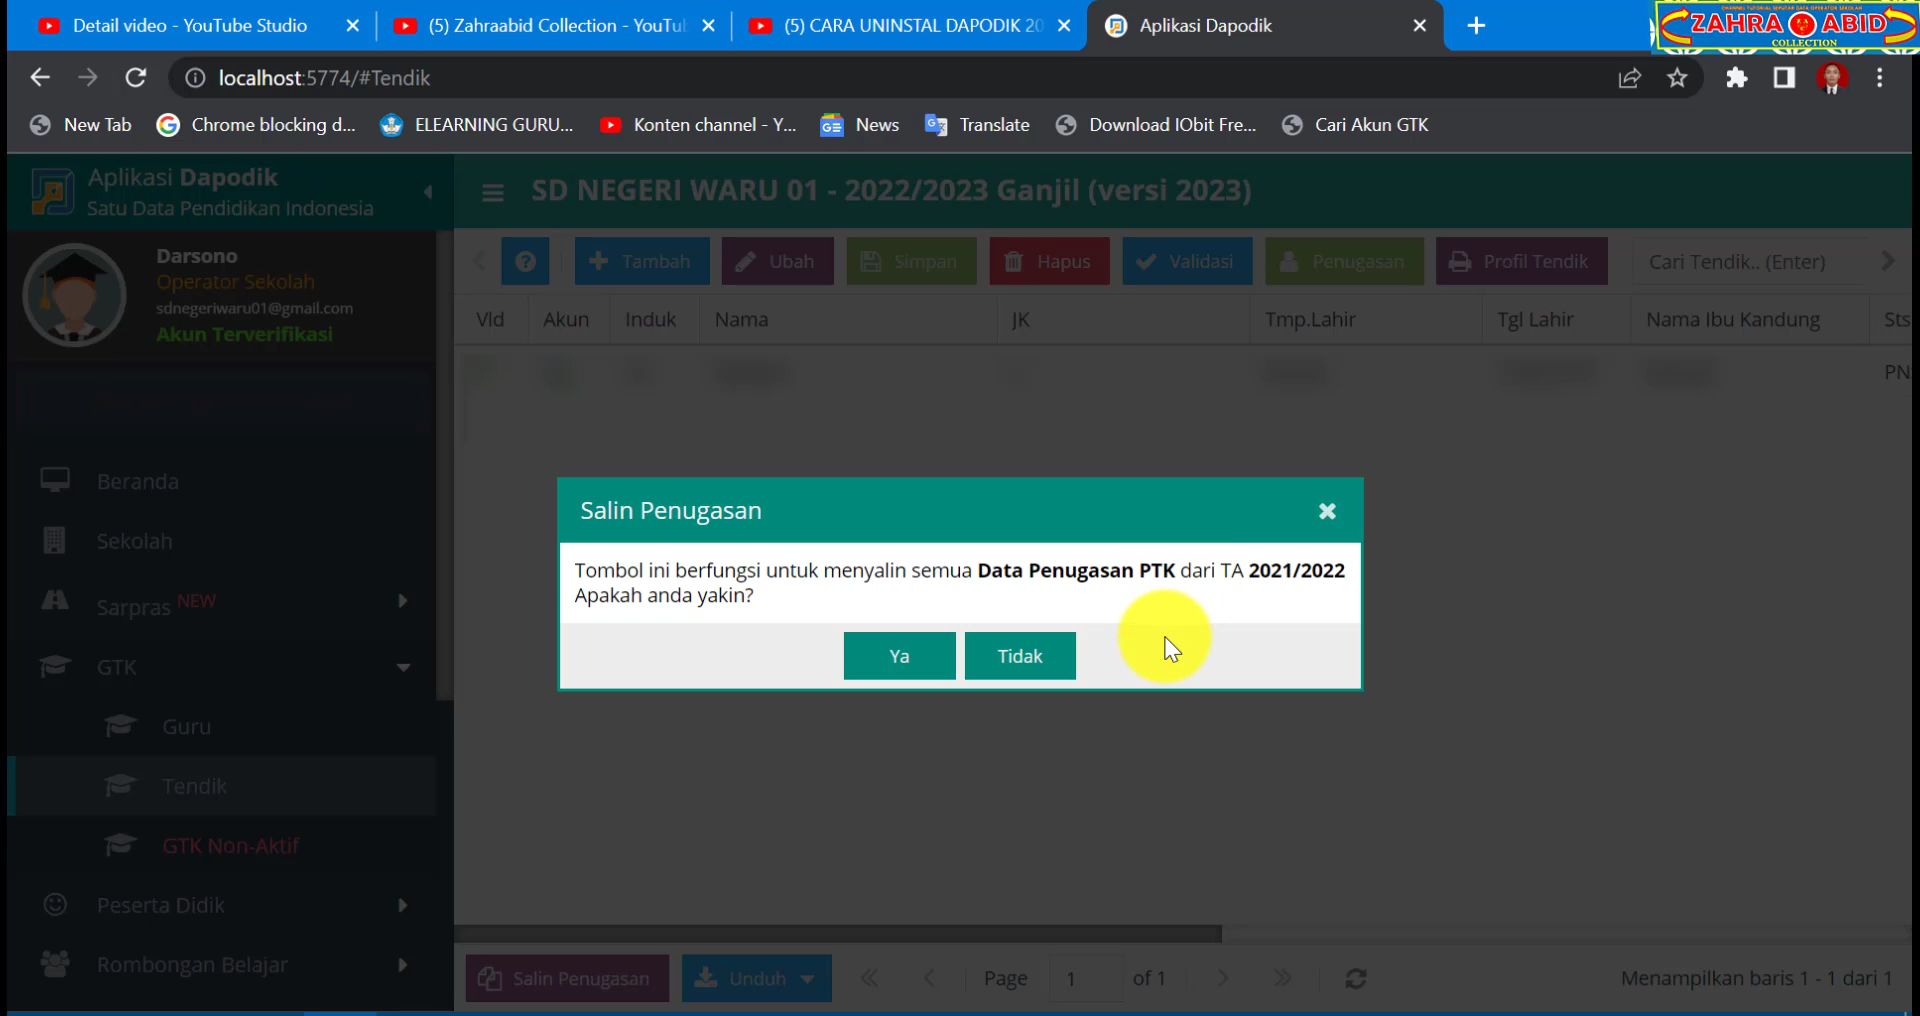 Detail video - YouTube Studio
(5) Zahraabid Collection - YouTu
(5) CARA UNINSTAL DAPODIK 20
Aplikasi Dapodik
CHANNEL TUTORIAL SEPUTAR DATA OPERATOR SEKOLAH
ZAHRA ABID
COLLECTION
localhost:5774/#Tendik
New Tab
Chrome blocking d...
ELEARNING GURU...
Konten channel - Y...
News
Translate
Download IObit Fre...
Cari Akun GTK
Aplikasi Dapodik
Satu Data Pendidikan Indonesia
SD NEGERI WARU 01 - 2022/2023 Ganjil (versi 2023)
Darsono
Operator Sekolah
sdnegeriwaru01@gmail.com
Akun Terverifikasi
Tambah
Ubah
Simpan
Hapus
Validasi
Penugasan
Profil Tendik
Cari Tendik.. (Enter)
Vld
Akun
Induk
Nama
JK
Tmp.Lahir
Tgl Lahir
Nama Ibu Kandung
Sts
PN
Beranda
Sekolah
Sarpras NEW
GTK
Guru
Tendik
GTK Non-Aktif
Peserta Didik
Rombongan Belajar
Salin Penugasan
Tombol ini berfungsi untuk menyalin semua Data Penugasan PTK dari TA 2021/2022
Apakah anda yakin?
Ya
Tidak
Salin Penugasan
Unduh
Page 1 of 1
Menampilkan baris 1 - 1 dari 1